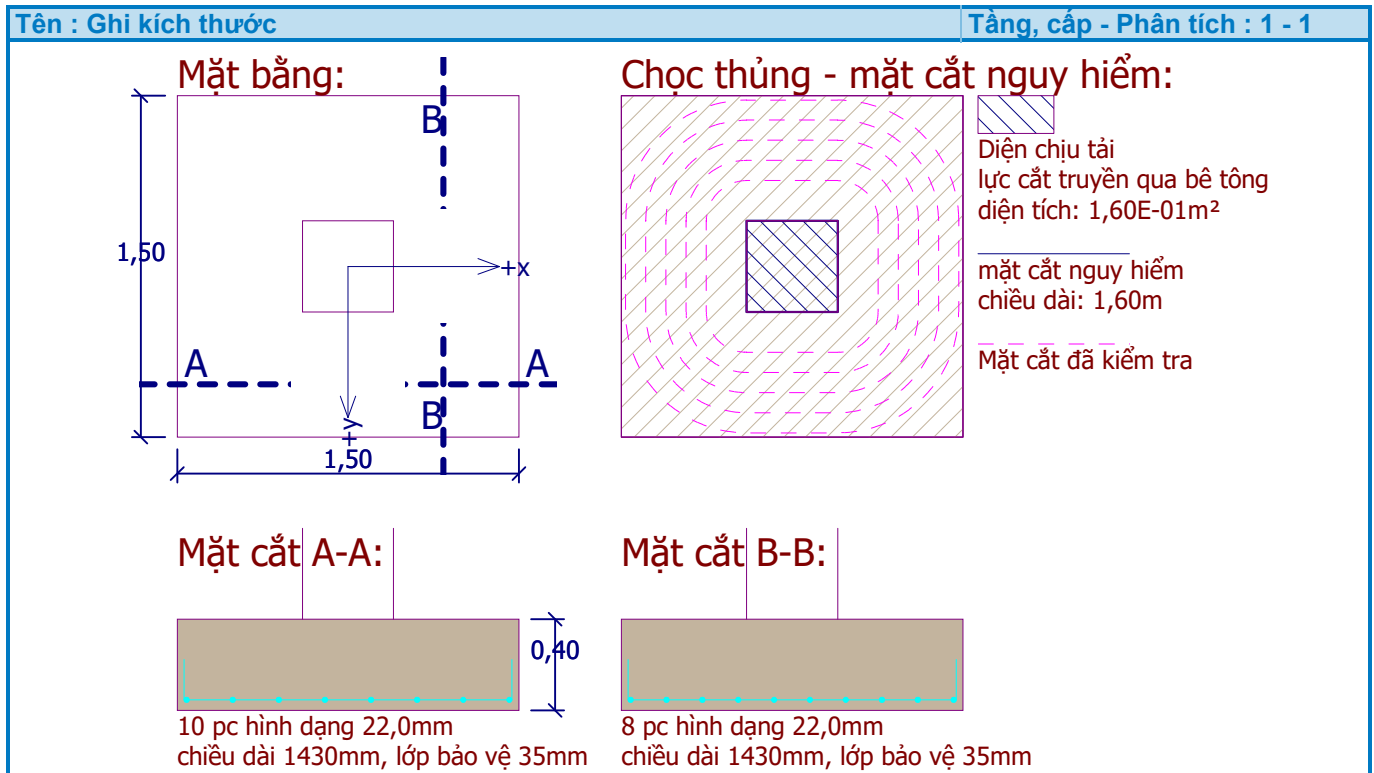 Tên : Ghi kích thước
Tầng, cấp - Phân tích : 1 - 1
Mặt bằng:
B
1,50
+x
A
A
B
+y
1,50
Chọc thủng - mặt cắt nguy hiểm:
Diện chịu tải
lực cắt truyền qua bê tông
diện tích: 1,60E-01m²
mặt cắt nguy hiểm
chiều dài: 1,60m
Mặt cắt đã kiểm tra
Mặt cắt A-A:
0,40
10 pc hình dạng 22,0mm
chiều dài 1430mm, lớp bảo vệ 35mm
Mặt cắt B-B:
8 pc hình dạng 22,0mm
chiều dài 1430mm, lớp bảo vệ 35mm